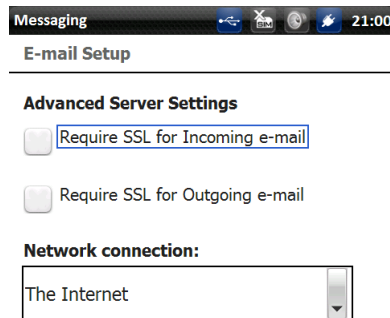 Messaging
SIM
21:00
E-mail Setup
Advanced Server Settings
Require SSL for Incoming e-mail
Require SSL for Outgoing e-mail
Network connection:
The Internet